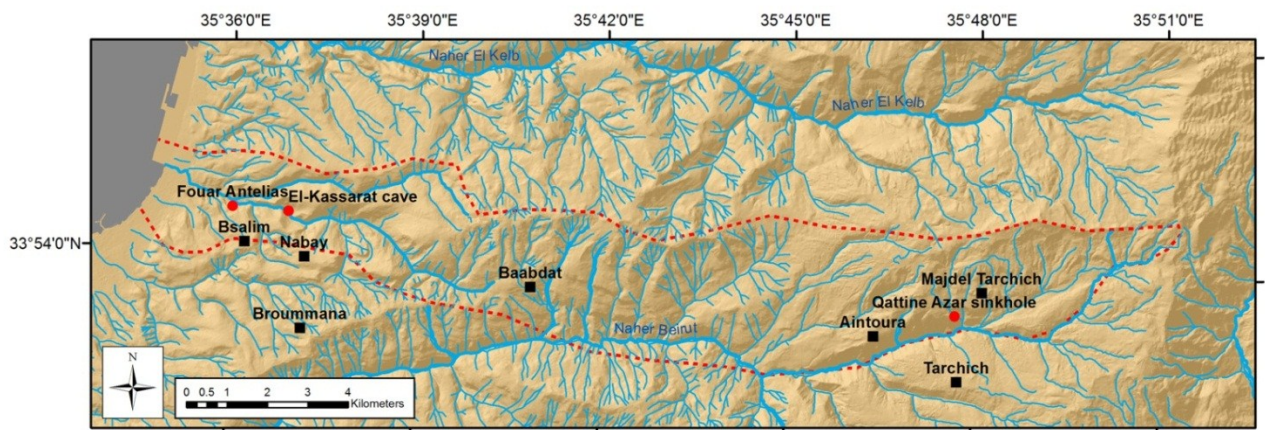 35°36'0"E 35°39'0"E 35°42'0"E 35°45'0"E 35°48'0"E 35°51'0"E
Naher El Kelb
Naher El Kelb
Fouar Antelias
El-Kassarat cave
Bsalim
33°54'0"N
Nabay
Baabdat
Majdel Tarchich
Qattine Azar sinkhole
Broummana
Aintoura
Naher Beirut
Tarchich
N
0 0.5 1 2 3 4
Kilometers